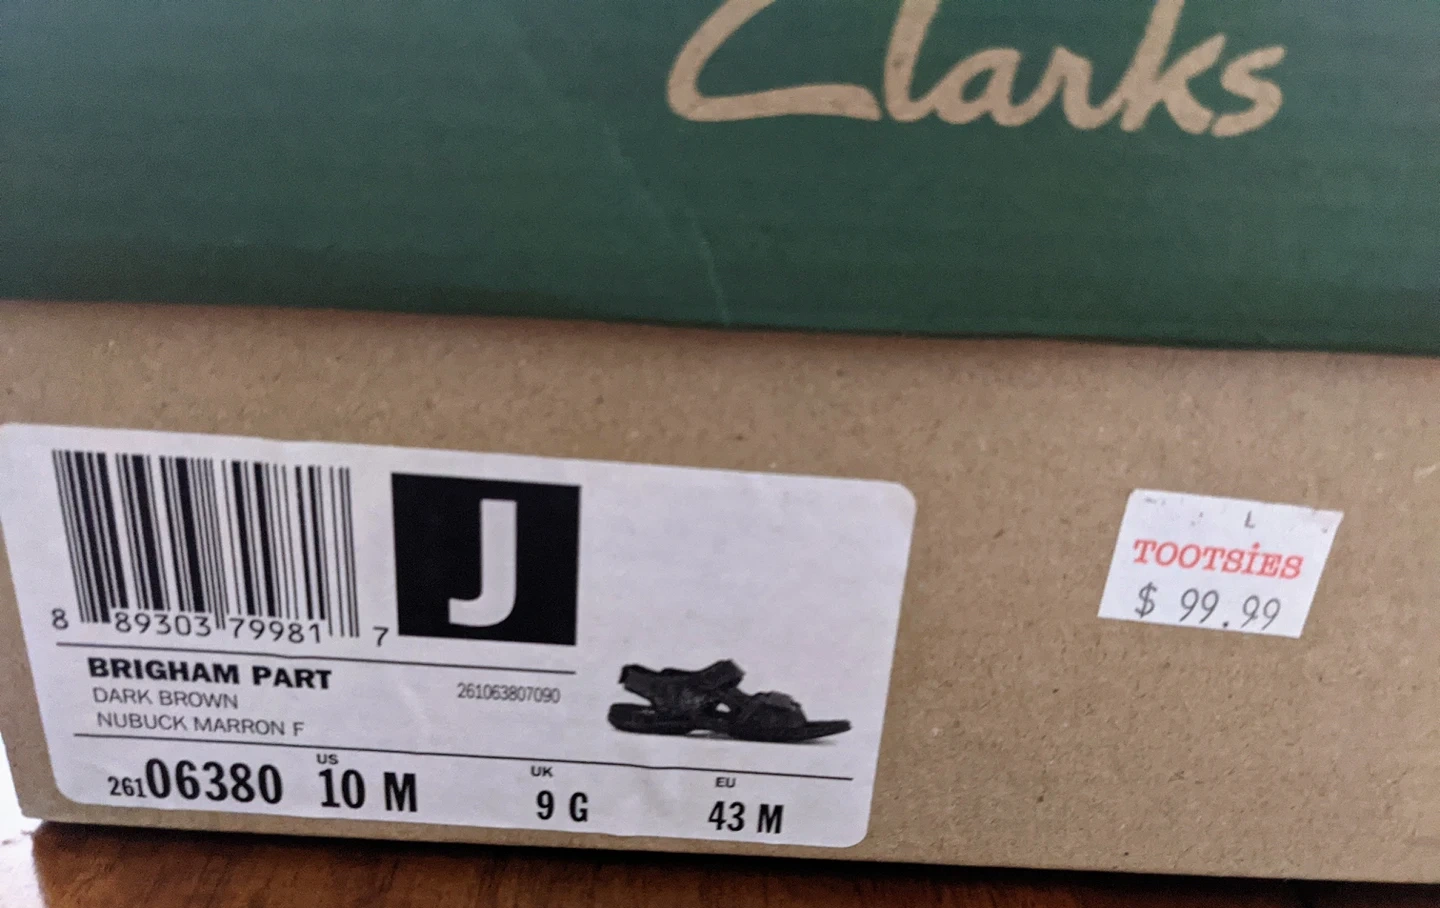 Clarks
J
8 89303 79981 7
BRIGHAM PART
261063807090
DARK BROWN
NUBUCK MARRON F
26106380
US
10 M
UK
9 G
EU
43 M
L
TOOTSiES
$ 99.99